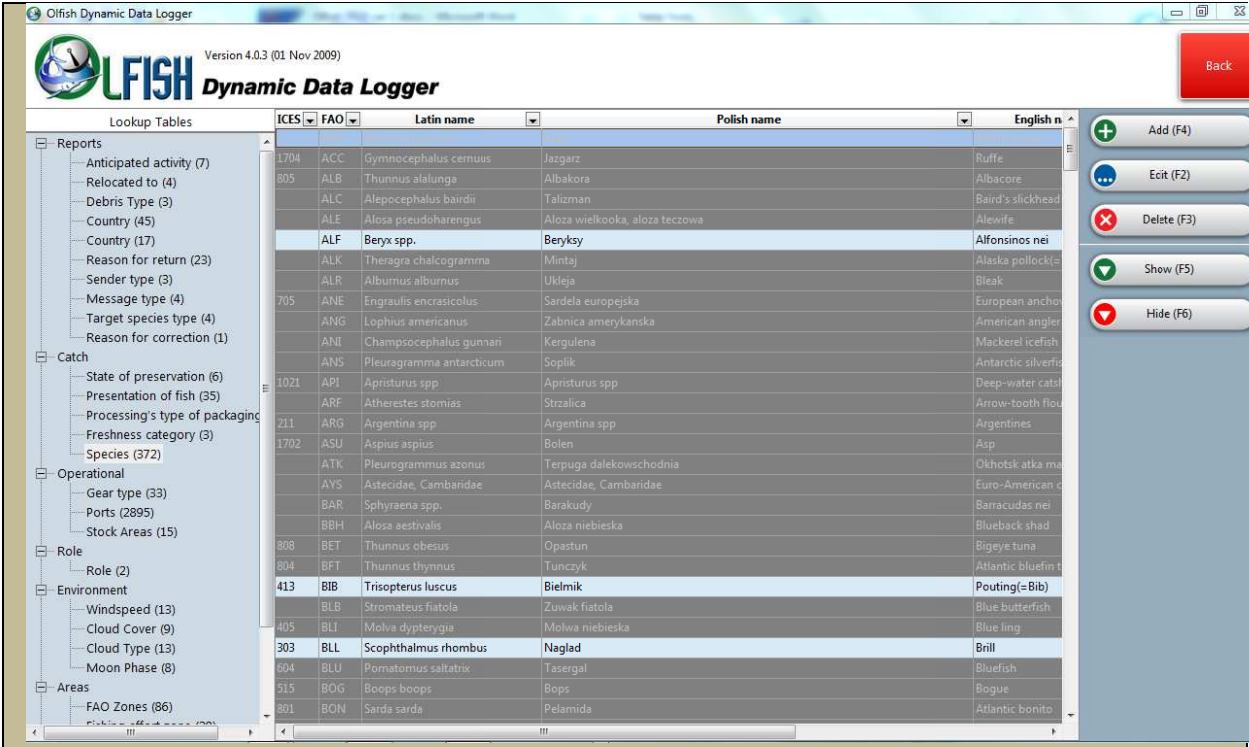 Olfish Dynamic Data Logger
OLFISH
Version 4.0.3 (01 Nov 2009)
Dynamic Data Logger
Back
Lookup Tables
Reports
Anticipated activity (7)
Relocated to (4)
Debris Type (3)
Country (45)
Country (17)
Reason for return (23)
Sender type (3)
Message type (4)
Target species type (4)
Reason for correction (1)
Catch
State of preservation (6)
Presentation of fish (35)
Processing's type of packaging
Freshness category (3)
Species (372)
Operational
Gear type (33)
Ports (2895)
Stock Areas (15)
Role
Role (2)
Environment
Windspeed (13)
Cloud Cover (9)
Cloud Type (13)
Moon Phase (8)
Areas
FAO Zones (86)
ICES FAO Latin name Polish name English n
1704 ACC Gymnocephalus cernuus Jazgarz Ruffe
805 ALB Thunnus alalunga Albakora Albacore
ALC Alepocephalus bairdii Talizman Baird's slickhead
ALE Alosa pseudoharengus Aloza wielkooka, aloza teczowa Alewife
ALF Beryx spp. Beryksy Alfonsinos nei
ALK Theragra chalcogramma Mintaj Alaska pollock(=
ALR Alburnus alburnus Ukleja Bleak
705 ANE Engraulis encrasicolus Sardela europejska European anchov
ANG Lophius americanus Zabnica amerykanska American angler
ANI Champsocephalus gunnari Kergulena Mackerel icefish
ANS Pleuragramma antarcticum Soplik Antarctic silverfis
1021 API Apristurus spp Apristurus spp Deep-water catsh
ARF Atherestes stomias Strzalica Arrow-tooth flou
211 ARG Argentina spp Argentina spp Argentines
1702 ASU Aspius aspius Bolen Asp
ATK Pleurogrammus azonus Terpuga dalekowschodnia Okhotsk atka ma
AYS Astecidae, Cambaridae Astecidae, Cambaridae Euro-American c
BAR Sphyraena spp. Barakudy Barracudas nei
BBH Alosa aestivalis Aloza niebieska Blueback shad
808 BET Thunnus obesus Opastun Bigeye tuna
804 BFT Thunnus thynnus Tunczyk Atlantic bluefin t
413 BIB Trisopterus luscus Bielmik Pouting(=Bib)
BLB Stromateus fiatola Zuwak fiatola Blue butterfish
405 BLI Molva dypterygia Molwa niebieska Blue ling
303 BLL Scophthalmus rhombus Naglad Brill
604 BLU Pomatomus saltatrix Tasergal Bluefish
515 BOG Boops boops Bops Bogue
801 BON Sarda sarda Pelamida Atlantic bonito
Add (F4)
Edit (F2)
Delete (F3)
Show (F5)
Hide (F6)